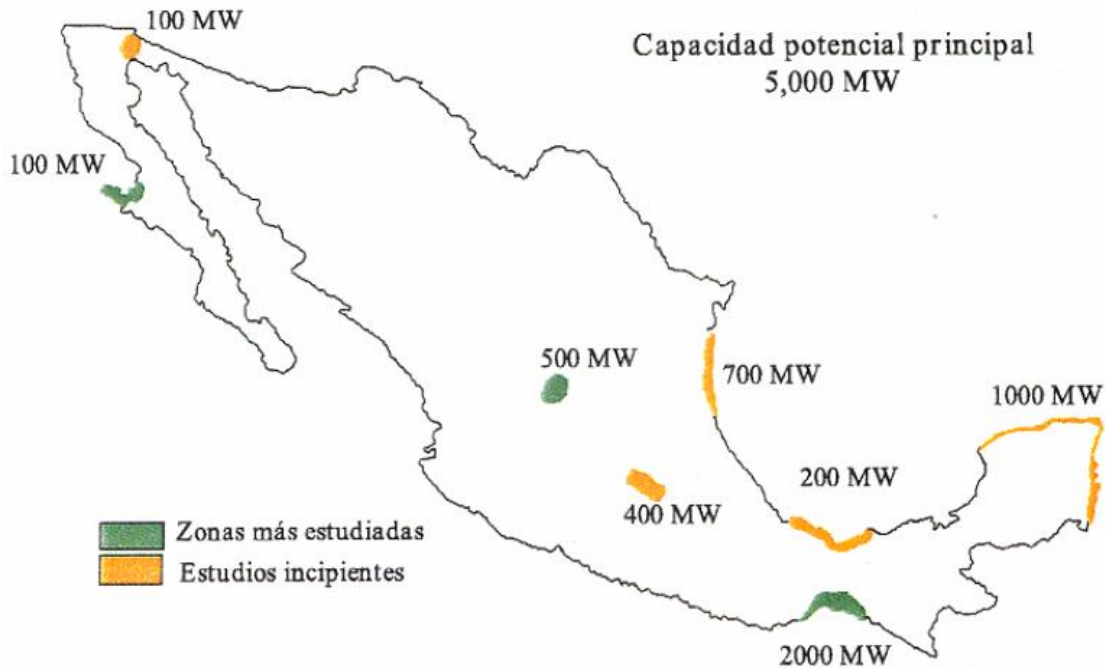 100 MW
Capacidad potencial principal
5,000 MW
100 MW
500 MW
700 MW
1000 MW
200 MW
400 MW
Zonas más estudiadas
Estudios incipientes
2000 MW